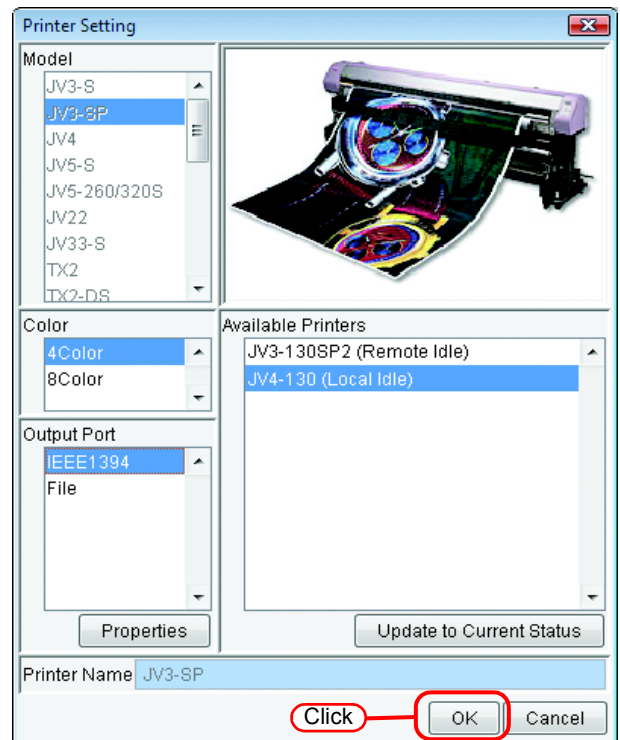 Printer Setting
Model
JV3-S
JV3-SP
JV4
JV5-S
JV5-260/320S
JV22
JV33-S
TX2
TX2-DS
Color
4Color
8Color
Output Port
IEEE1394
File
Properties
Available Printers
JV3-130SP2 (Remote Idle)
JV4-130 (Local Idle)
Update to Current Status
Printer Name JV3-SP
Click OK Cancel